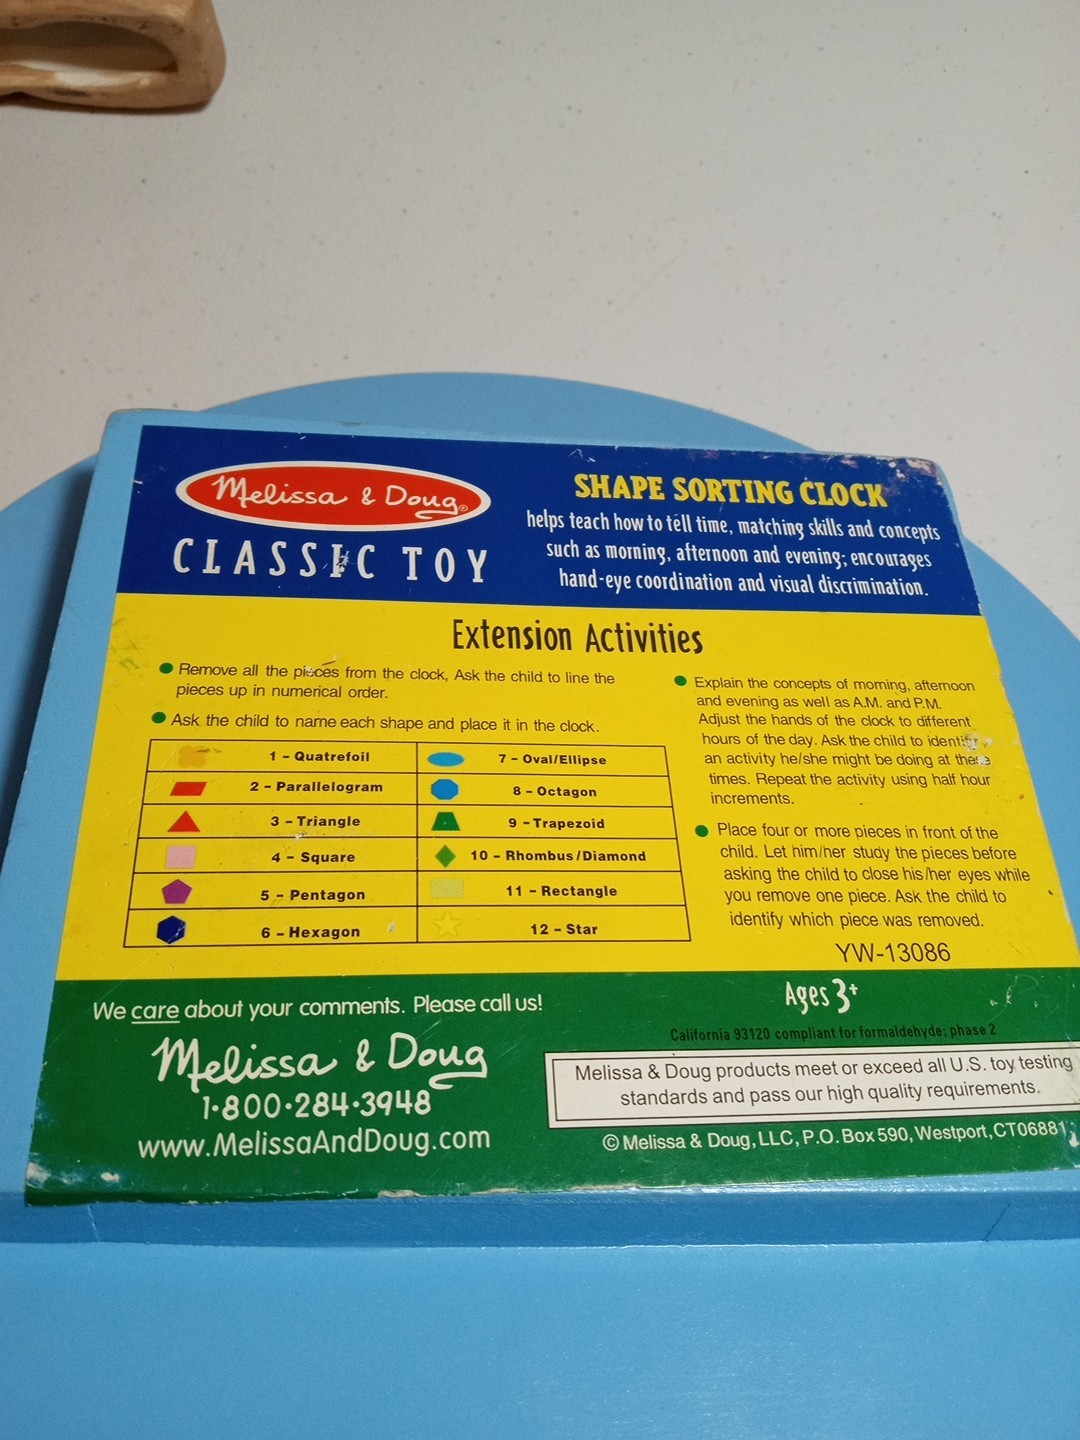 Melissa & Doug®
CLASSIC TOY
SHAPE SORTING CLOCK
helps teach how to tell time, matching skills and concepts
such as morning, afternoon and evening; encourages
hand-eye coordination and visual discrimination.
Extension Activities
Remove all the pieces from the clock, Ask the child to line the
pieces up in numerical order.
Ask the child to name each shape and place it in the clock.
1 - Quatrefoil
2 - Parallelogram
3 - Triangle
4 - Square
5 - Pentagon
6 - Hexagon
7 - Oval/Ellipse
8 - Octagon
9 - Trapezoid
10 - Rhombus/Diamond
11 - Rectangle
12 - Star
Explain the concepts of morning, afternoon
and evening as well as A.M. and P.M.
Adjust the hands of the clock to different
hours of the day. Ask the child to identify
an activity he/she might be doing at these
times. Repeat the activity using half hour
increments.
Place four or more pieces in front of the
child. Let him/her study the pieces before
asking the child to close his/her eyes while
you remove one piece. Ask the child to
identify which piece was removed.
YW-13086
We care about your comments. Please call us!
Melissa & Doug
1·800·284·3948
www.MelissaAndDoug.com
Ages 3+
California 93120 compliant for formaldehyde; phase 2
Melissa & Doug products meet or exceed all U.S. toy testing
standards and pass our high quality requirements.
© Melissa & Doug, LLC, P.O. Box 590, Westport, CT06881